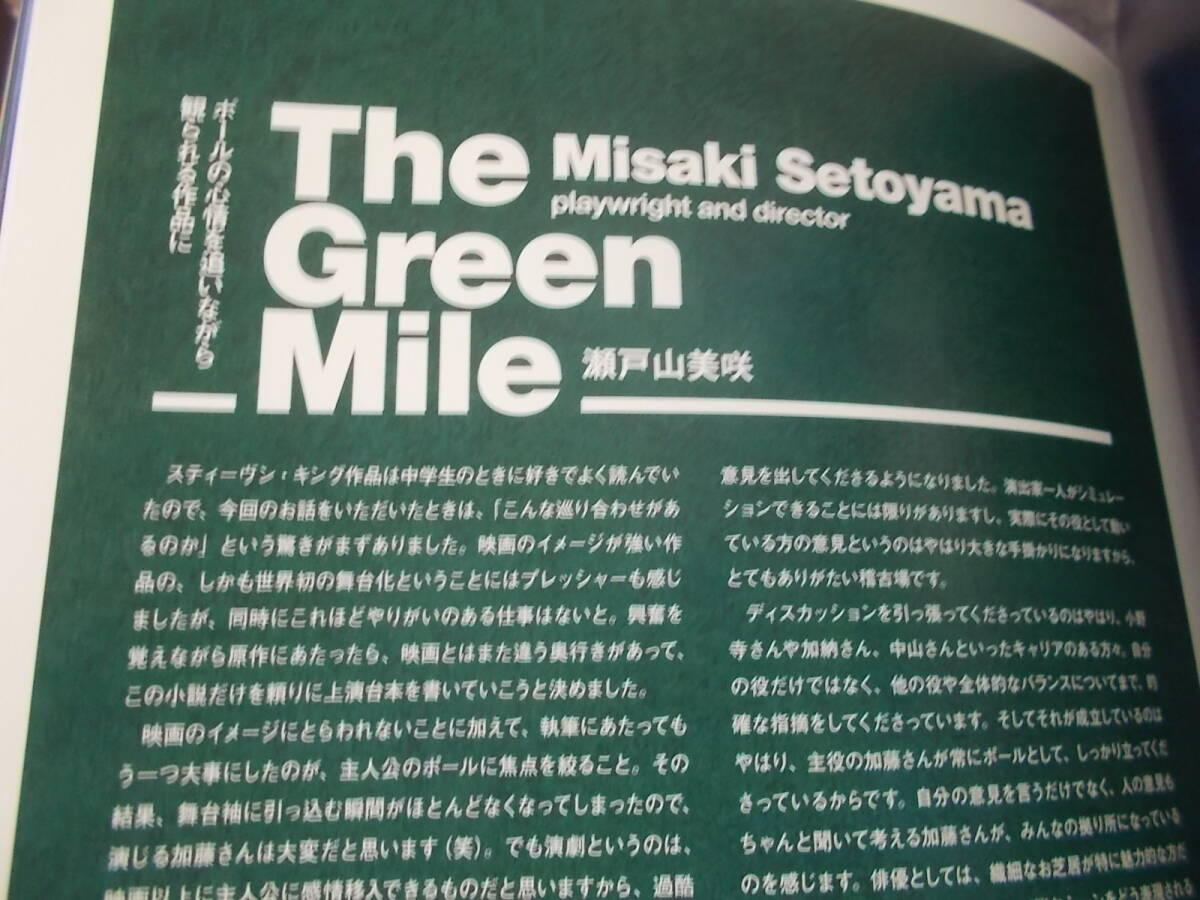 The
Green
Mile
Misaki Setoyama
playwright and director
瀬戸山美咲
ポールの心情を追いながら
観られる作品に
スティーヴン・キング作品は中学生のときに好きでよく読んでい
たので、今回のお話をいただいたときは、「こんな巡り合わせがあ
るのか」という驚きがまずありました。映画のイメージが強い作
品の、しかも世界初の舞台化ということにはプレッシャーも感じ
ましたが、同時にこれほどやりがいのある仕事はないと。興奮を
覚えながら原作にあたったら、映画とはまた違う奥行きがあって、
この小説だけを頼りに上演台本を書いていこうと決めました。
映画のイメージにとらわれないことに加えて、執筆にあたっても
う一つ大事にしたのが、主人公のポールに焦点を絞ること。その
結果、舞台袖に引っ込む瞬間がほとんどなくなってしまったので、
演じる加藤さんは大変だと思います（笑）。でも演劇というのは、
映画以上に主人公に感情移入できるものだと思いますから、過酷
意見を出してくださるようになりました。演出家一人がシミュレー
ションできることには限りがありますし、実際にその役として動い
ている方の意見というのはやはり大きな手掛かりになりますから、
とてもありがたい稽古場です。
ディスカッションを引っ張ってくださっているのはやはり、小野
寺さんや加納さん、中山さんといったキャリアのある方々。自分
の役だけではなく、他の役や全体的なバランスについてまで、的
確な指摘をしてくださっています。そしてそれが成立しているのは
やはり、主役の加藤さんが常にポールとして、しっかり立ってくだ
さっているからです。自分の意見を言うだけでなく、人の意見も
ちゃんと聞いて考える加藤さんが、みんなの拠り所になっている
のを感じます。俳優としては、繊細なお芝居が特に魅力的な方だ